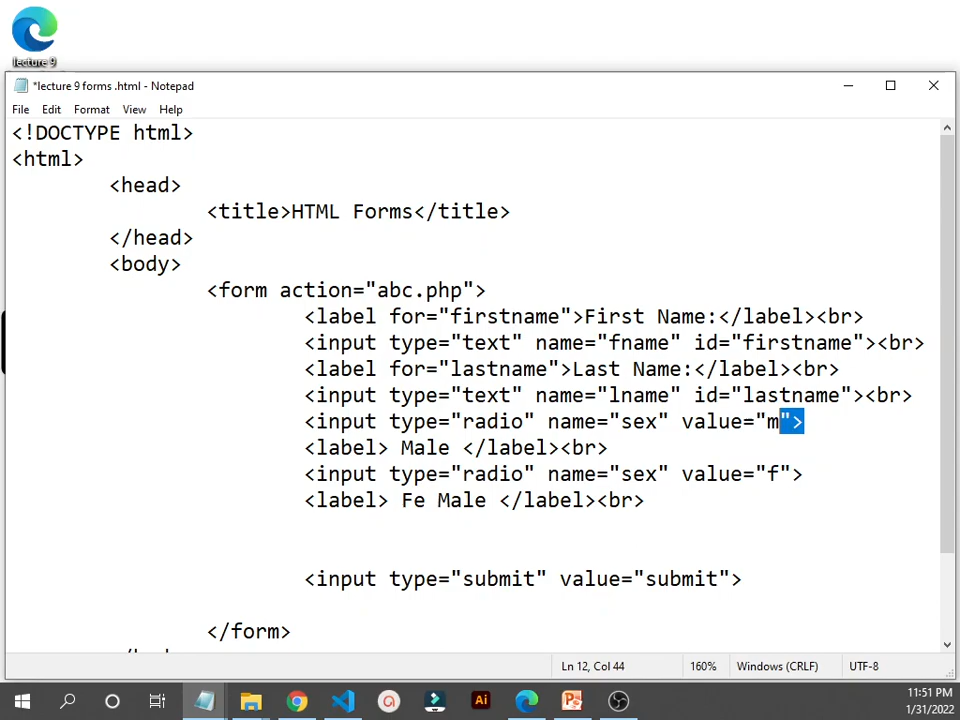 lecture 9
*lecture 9 forms .html - Notepad
File Edit Format View Help
<!DOCTYPE html>
<html>
<head>
<title>HTML Forms</title>
</head>
<body>
<form action="abc.php">
<label for="firstname">First Name:</label><br>
<input type="text" name="fname" id="firstname"><br>
<label for="lastname">Last Name:</label><br>
<input type="text" name="lname" id="lastname"><br>
<input type="radio" name="sex" value="m">
<label> Male </label><br>
<input type="radio" name="sex" value="f">
<label> Fe Male </label><br>
<input type="submit" value="submit">
</form>
Ln 12, Col 44 160% Windows (CRLF) UTF-8
Ai
11:51 PM
1/31/2022